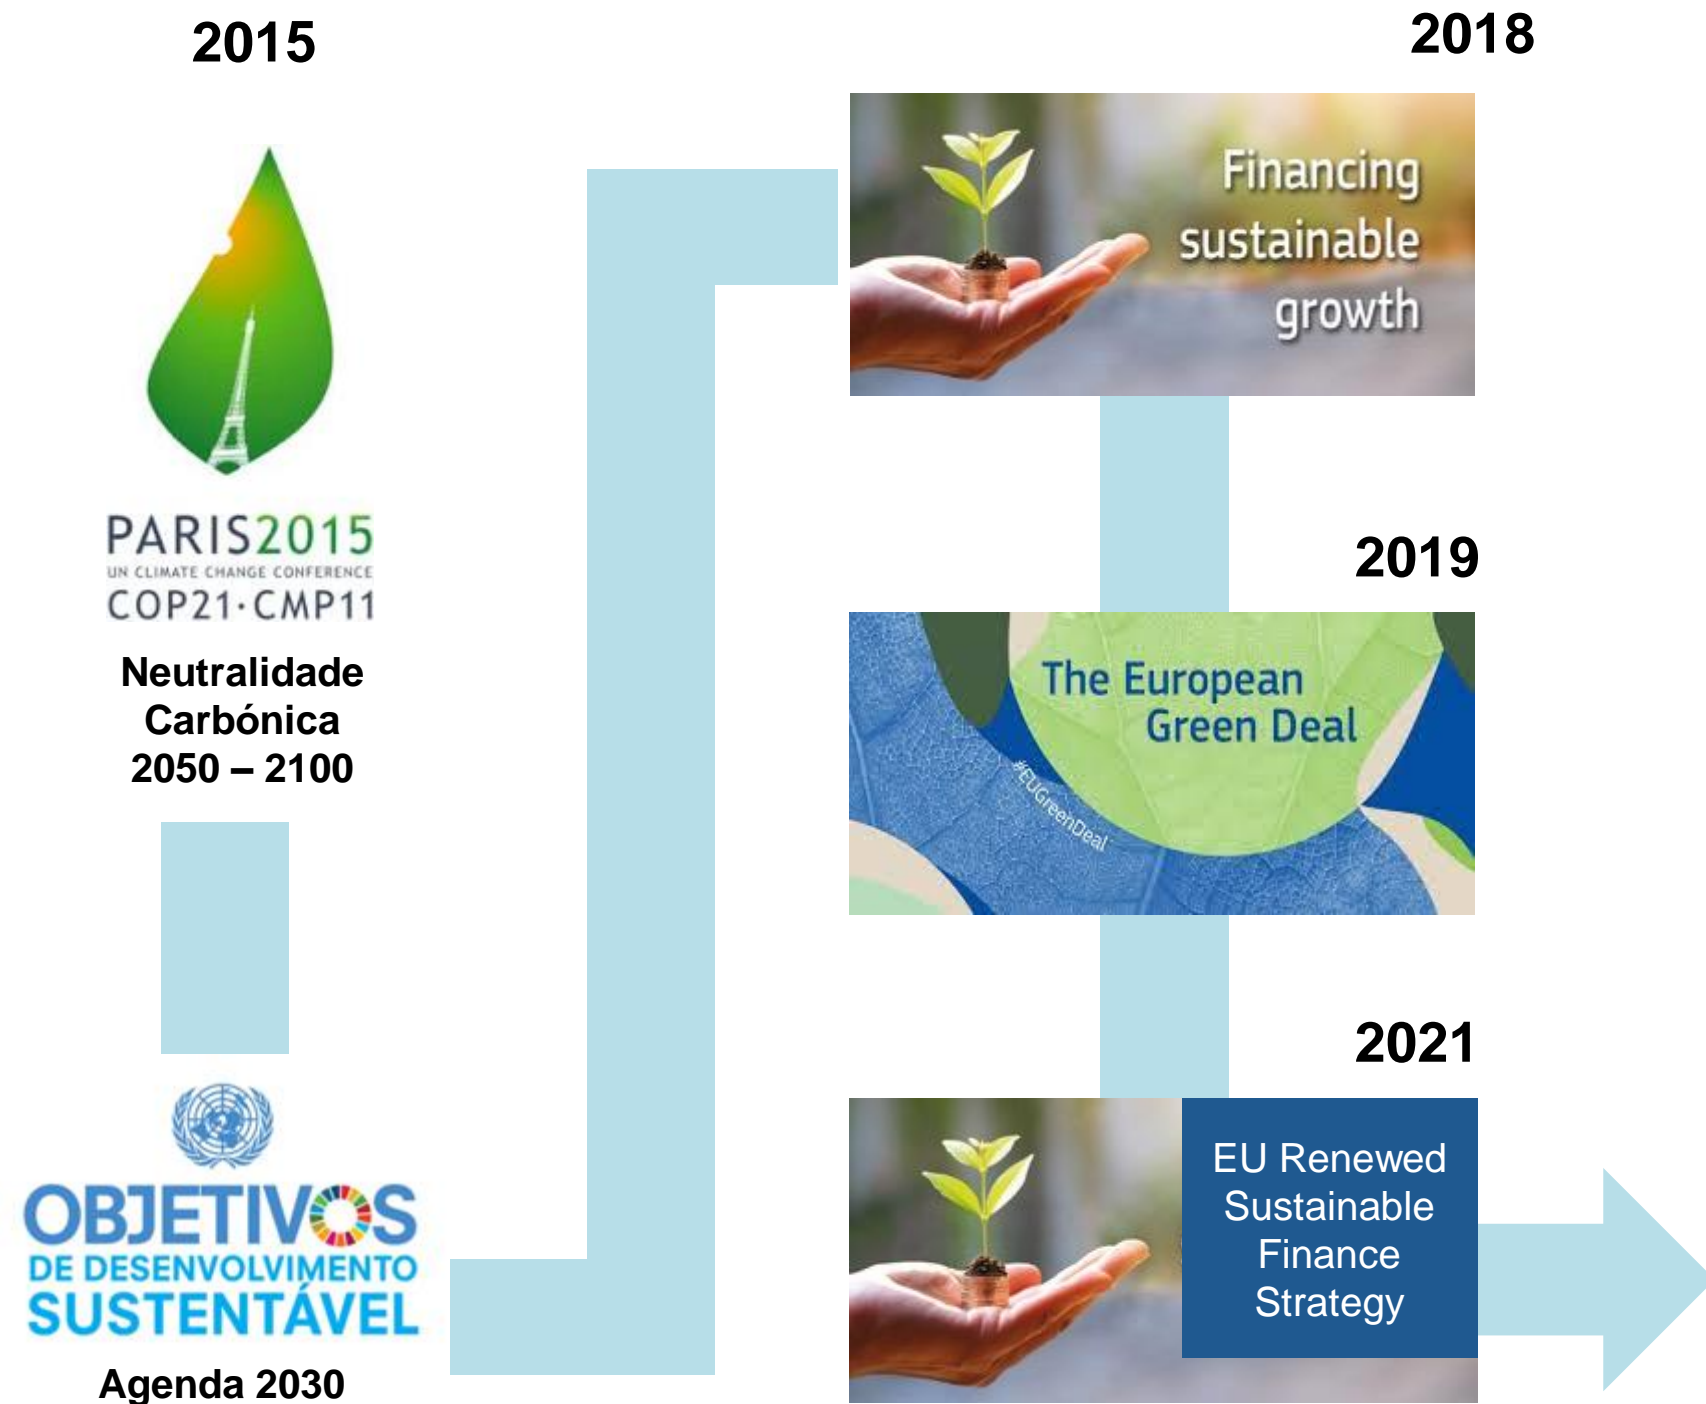 2015
PARIS2015
UN CLIMATE CHANGE CONFERENCE
COP21·CMP11
Neutralidade
Carbónica
2050 – 2100
OBJETIVOS
DE DESENVOLVIMENTO
SUSTENTÁVEL
Agenda 2030
2018
Financing
sustainable
growth
2019
The European
Green Deal
#EUGreenDeal
2021
EU Renewed
Sustainable
Finance
Strategy